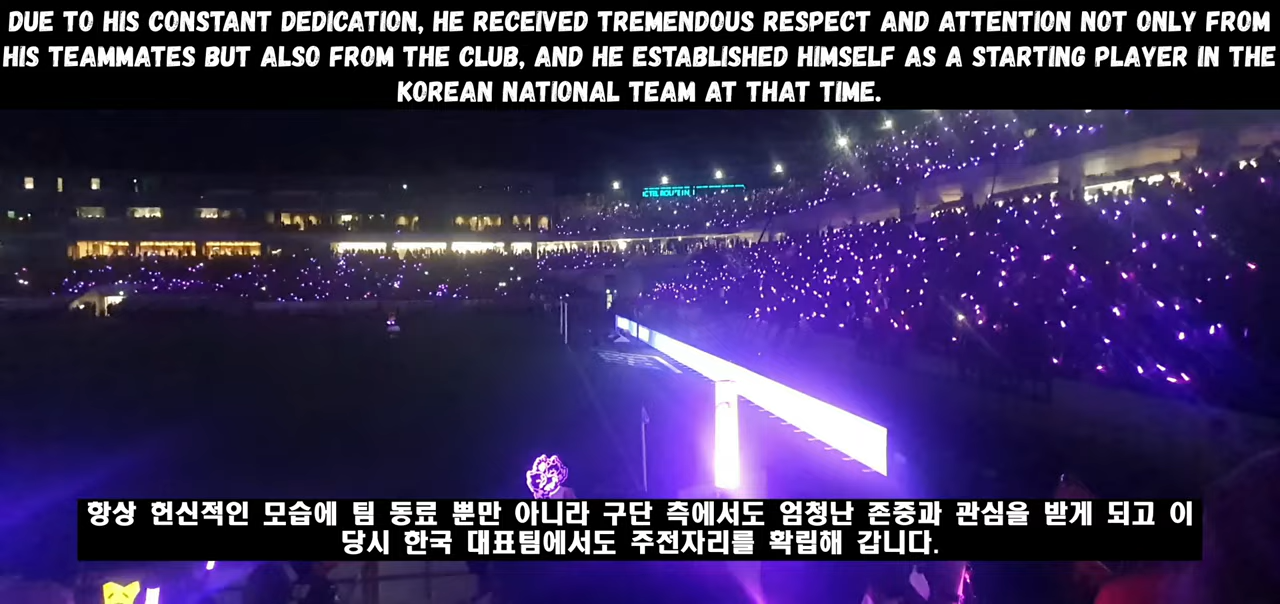 DUE TO HIS CONSTANT DEDICATION, HE RECEIVED TREMENDOUS RESPECT AND ATTENTION NOT ONLY FROM
HIS TEAMMATES BUT ALSO FROM THE CLUB, AND HE ESTABLISHED HIMSELF AS A STARTING PLAYER IN THE
KOREAN NATIONAL TEAM AT THAT TIME.
항상 헌신적인 모습에 팀 동료 뿐만 아니라 구단 측에서도 엄청난 존중과 관심을 받게 되고 이
당시 한국 대표팀에서도 주전자리를 확립해 갑니다.